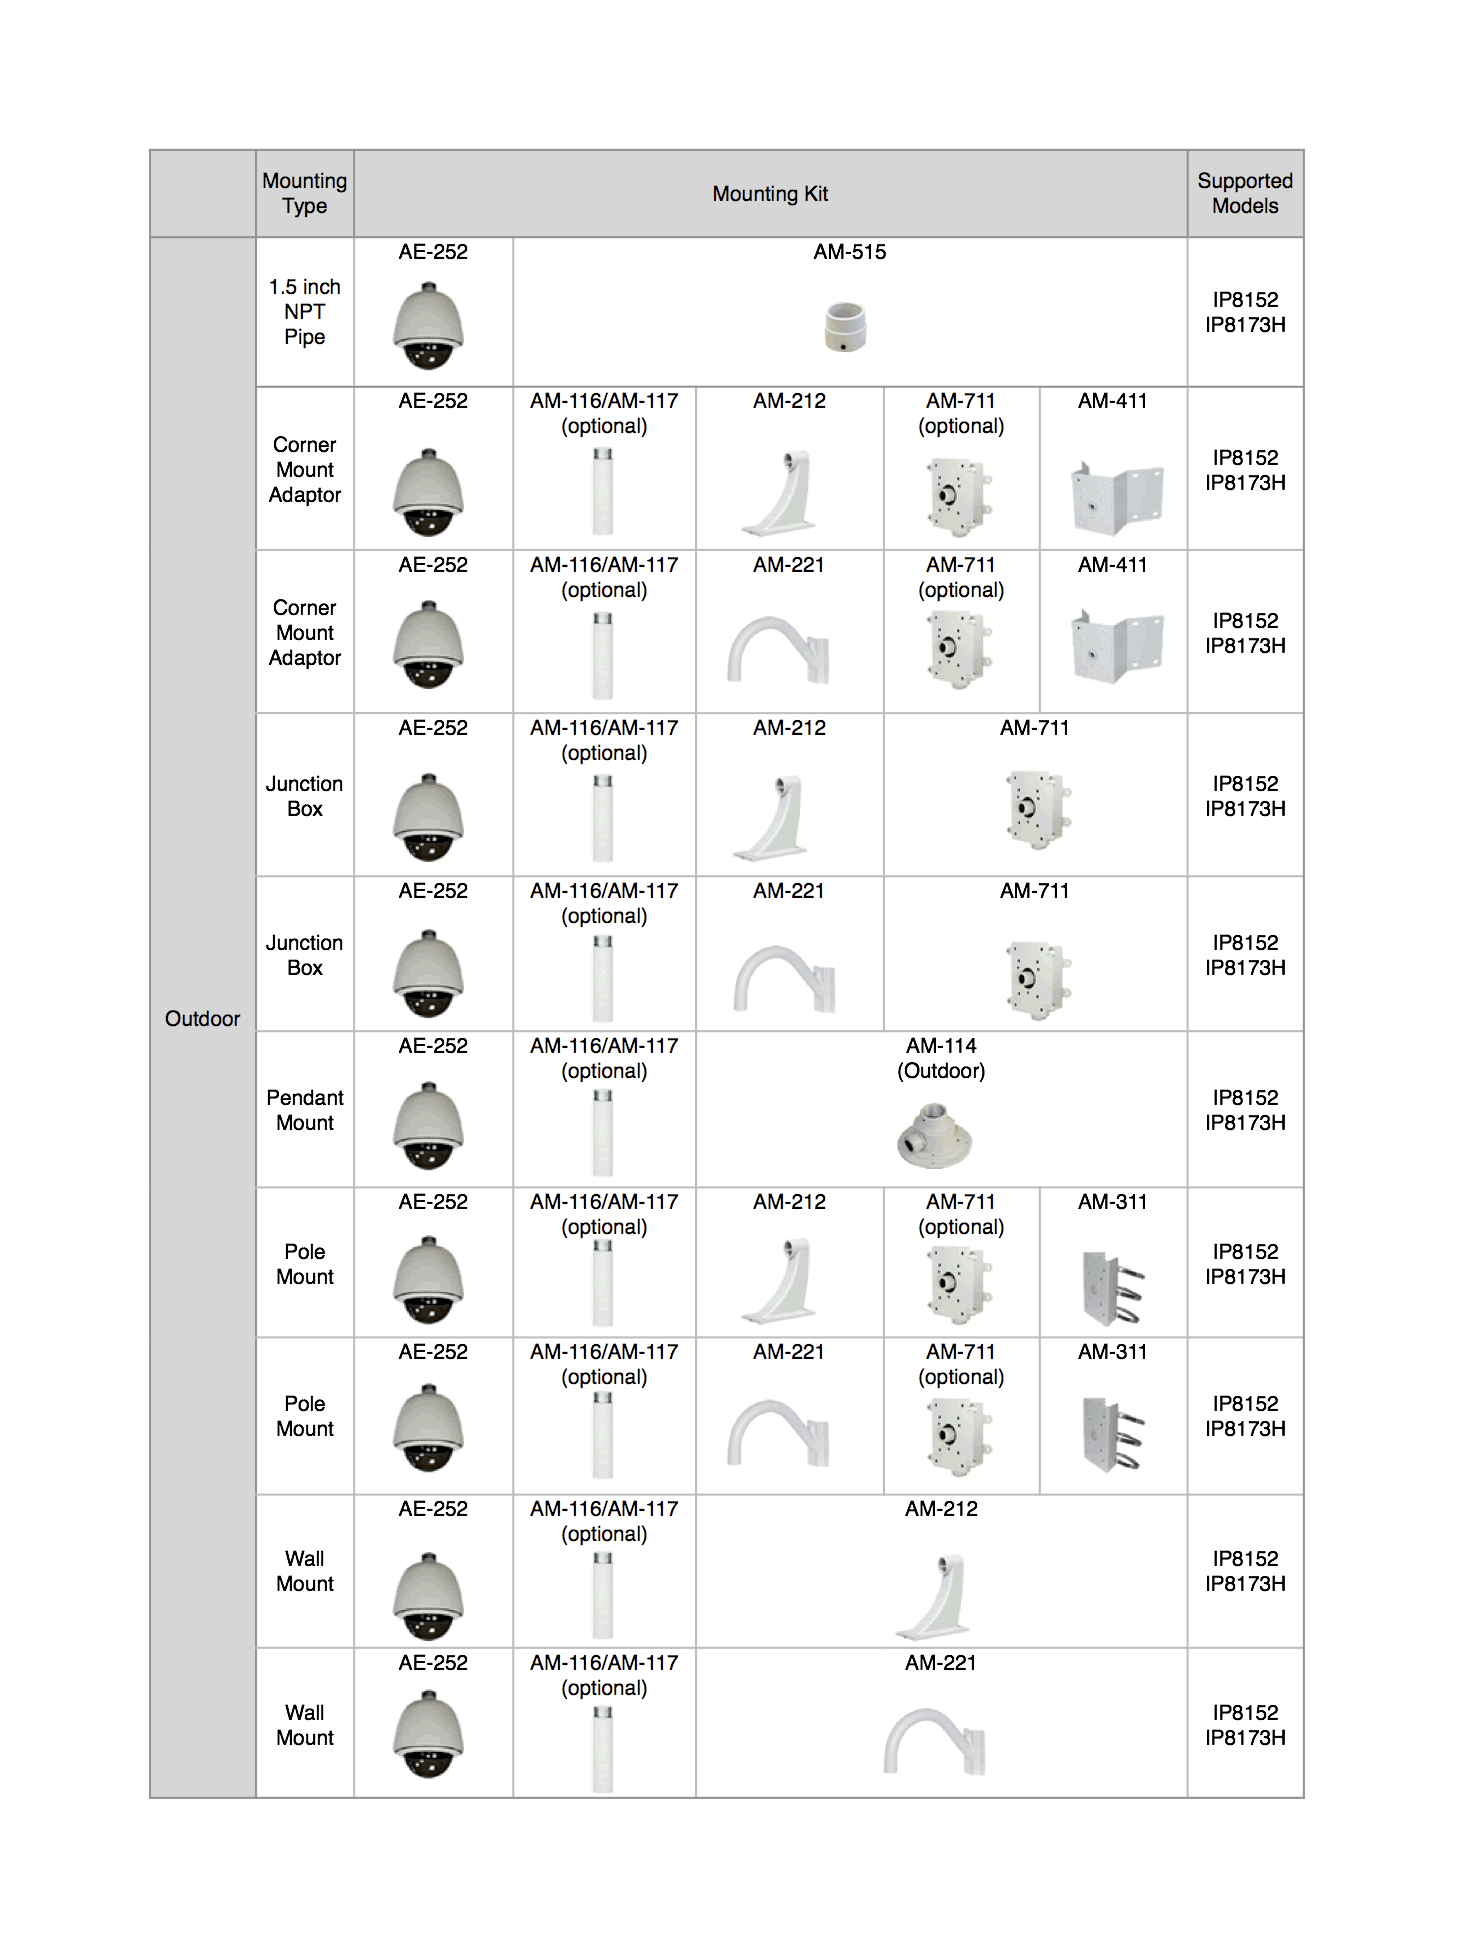 Mounting
Type
Mounting Kit
Supported
Models
Outdoor
1.5 inch
NPT
Pipe
AE-252
AM-515
IP8152
IP8173H
Corner
Mount
Adaptor
AE-252
AM-116/AM-117
(optional)
AM-212
AM-711
(optional)
AM-411
IP8152
IP8173H
Corner
Mount
Adaptor
AE-252
AM-116/AM-117
(optional)
AM-221
AM-711
(optional)
AM-411
IP8152
IP8173H
Junction
Box
AE-252
AM-116/AM-117
(optional)
AM-212
AM-711
IP8152
IP8173H
Junction
Box
AE-252
AM-116/AM-117
(optional)
AM-221
AM-711
IP8152
IP8173H
Pendant
Mount
AE-252
AM-116/AM-117
(optional)
AM-114
(Outdoor)
IP8152
IP8173H
Pole
Mount
AE-252
AM-116/AM-117
(optional)
AM-212
AM-711
(optional)
AM-311
IP8152
IP8173H
Pole
Mount
AE-252
AM-116/AM-117
(optional)
AM-221
AM-711
(optional)
AM-311
IP8152
IP8173H
Wall
Mount
AE-252
AM-116/AM-117
(optional)
AM-212
IP8152
IP8173H
Wall
Mount
AE-252
AM-116/AM-117
(optional)
AM-221
IP8152
IP8173H